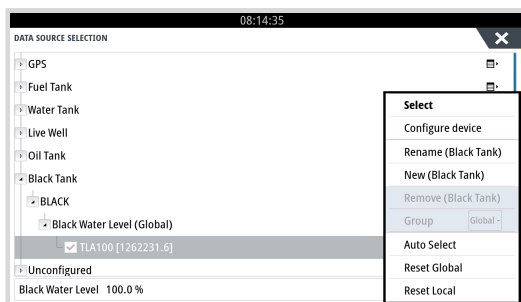 08:14:35
DATA SOURCE SELECTION
GPS
Fuel Tank
Water Tank
Live Well
Oil Tank
Black Tank
BLACK
Black Water Level (Global)
TLA100 [1262231.6]
Unconfigured
Black Water Level 100.0 %
Select
Configure device
Rename (Black Tank)
New (Black Tank)
Remove (Black Tank)
Group Global -
Auto Select
Reset Global
Reset Local